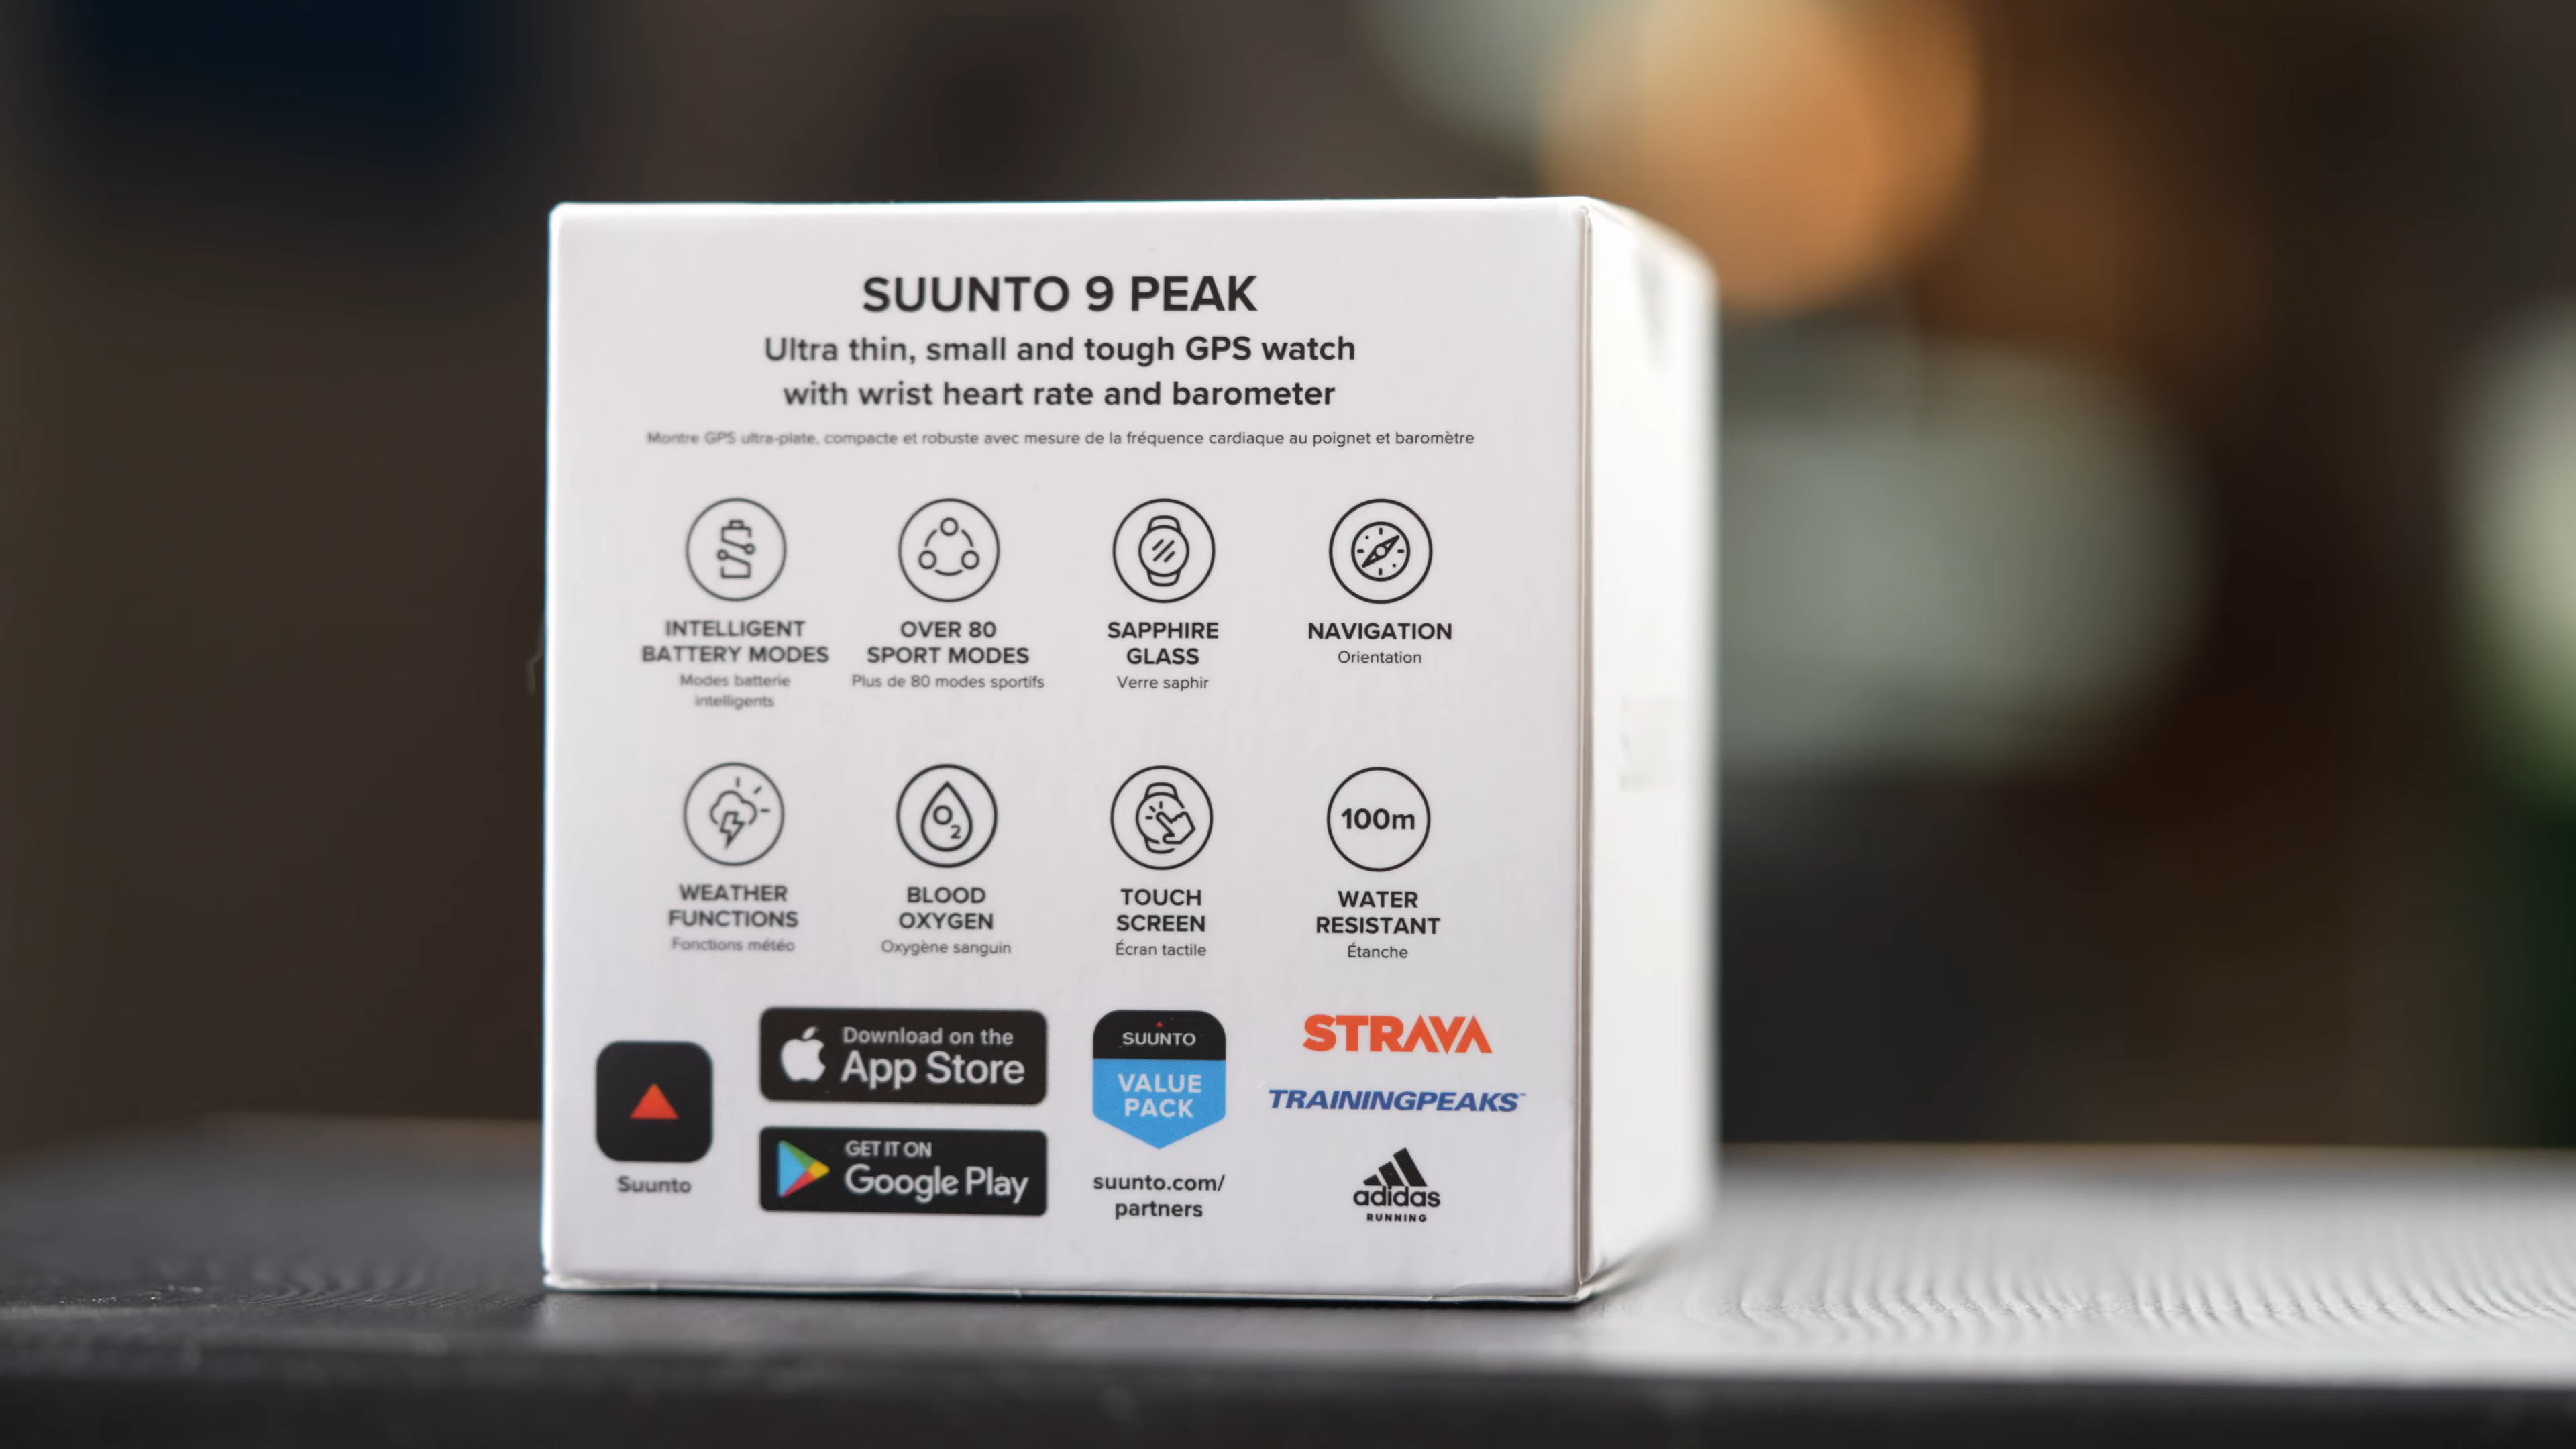 SUUNTO 9 PEAK
Ultra thin, small and tough GPS watch
with wrist heart rate and barometer
Montre GPS ultra-plate, compacte et robuste avec mesure de la fréquence cardiaque au poignet et baromètre
INTELLIGENT
BATTERY MODES
Modes batterie
intelligents
OVER 80
SPORT MODES
Plus de 80 modes sportifs
SAPPHIRE
GLASS
Verre saphir
NAVIGATION
Orientation
WEATHER
FUNCTIONS
Fonctions météo
O2
BLOOD
OXYGEN
Oxygène sanguin
TOUCH
SCREEN
Écran tactile
100m
WATER
RESISTANT
Étanche
Suunto
Download on the
App Store
GET IT ON
Google Play
SUUNTO
VALUE
PACK
suunto.com/
partners
STRAVA
TRAININGPEAKS™
adidas
RUNNING